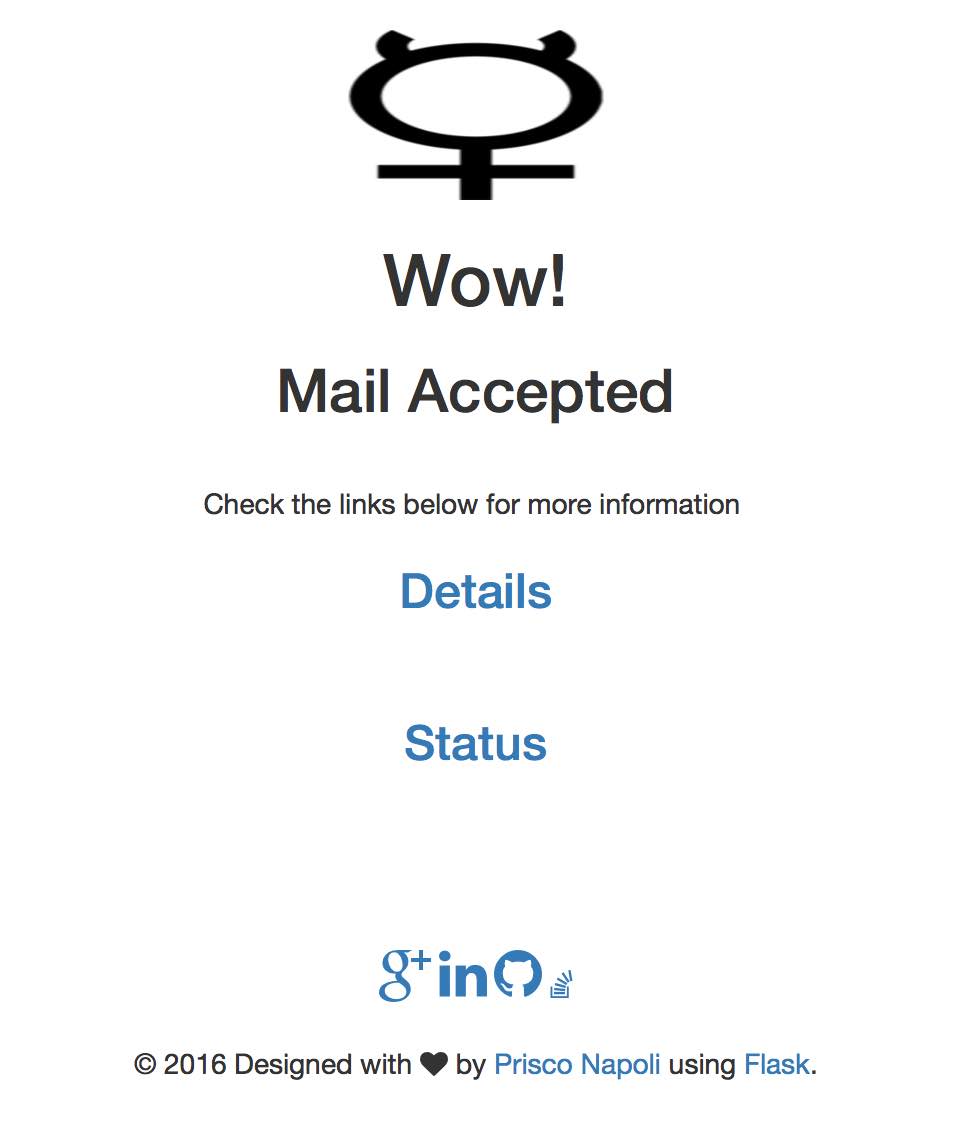 Wow!
Mail Accepted
Check the links below for more information
Details
Status
g+ in
© 2016 Designed with ♥ by Prisco Napoli using Flask.